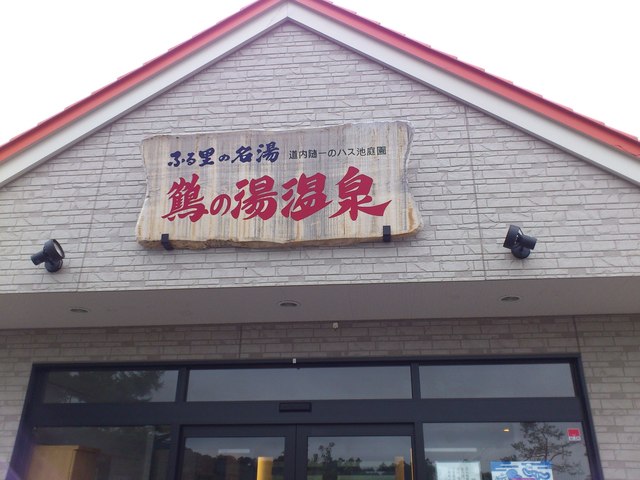 ふる里の名湯 道内随一のハス池庭園
鶴の湯温泉